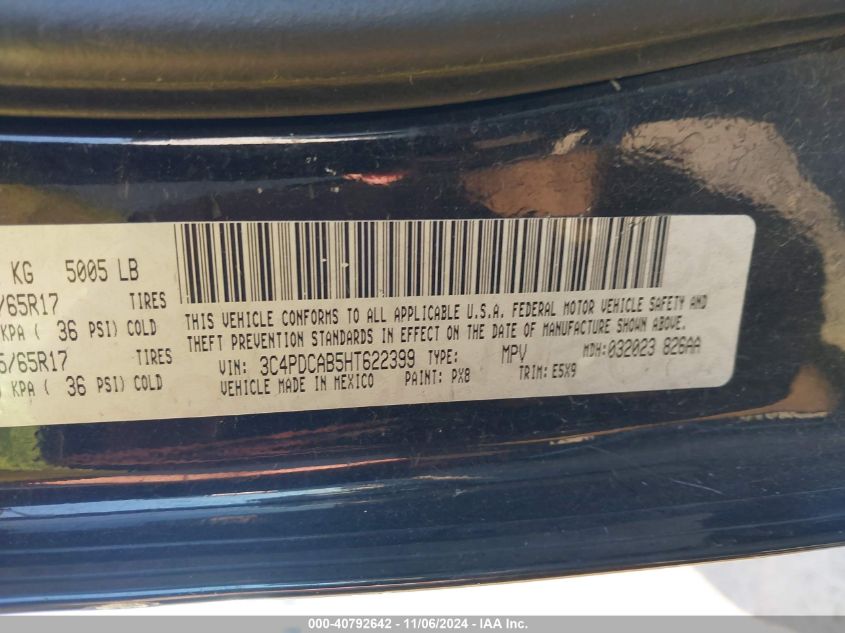 KG 5005 LB
/65R17 TIRES
KPA ( 36 PSI) COLD
/65R17 TIRES
KPA ( 36 PSI) COLD
THIS VEHICLE CONFORMS TO ALL APPLICABLE U.S.A. FEDERAL MOTOR VEHICLE SAFETY AND
THEFT PREVENTION STANDARDS IN EFFECT ON THE DATE OF MANUFACTURE SHOWN ABOVE.
VIN: 3C4PDCAB5HT622399 TYPE: MPV MDH:032023 826AA
VEHICLE MADE IN MEXICO PAINT: PX8 TRIM: E5X9
000-40792642 - 11/06/2024 - IAA Inc.